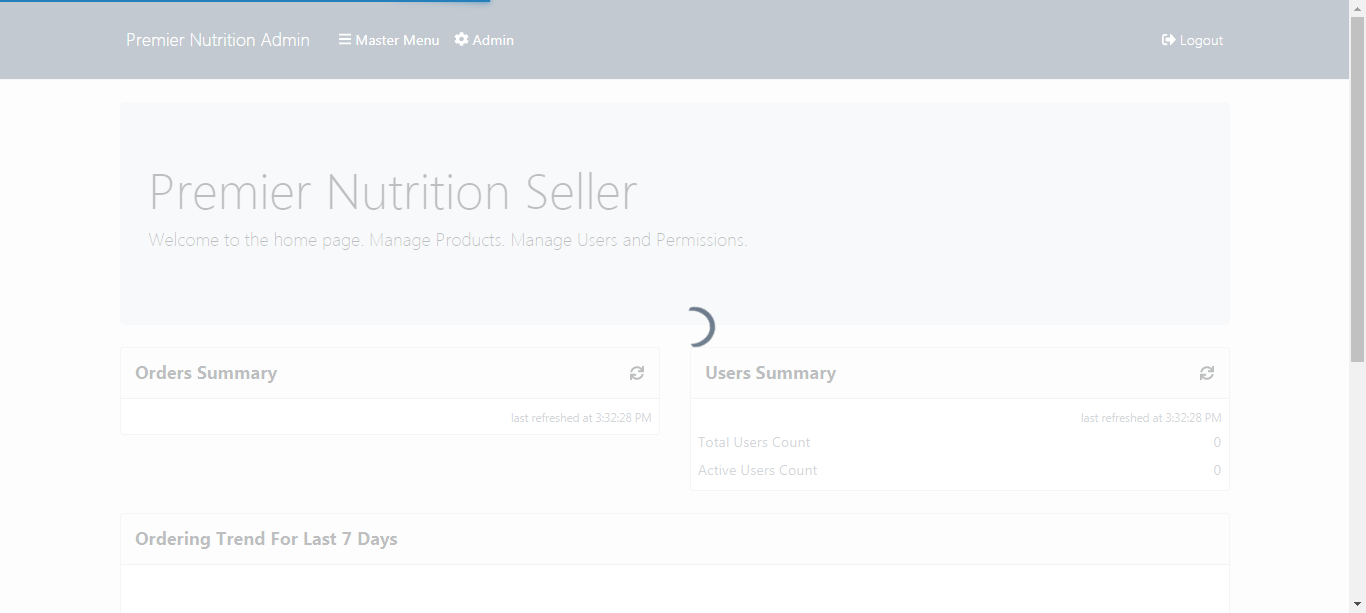 Premier Nutrition Admin Master Menu Admin Logout
Premier Nutrition Seller
Welcome to the home page. Manage Products. Manage Users and Permissions.
Orders Summary
last refreshed at 3:32:28 PM
Users Summary
last refreshed at 3:32:28 PM
Total Users Count 0
Active Users Count 0
Ordering Trend For Last 7 Days